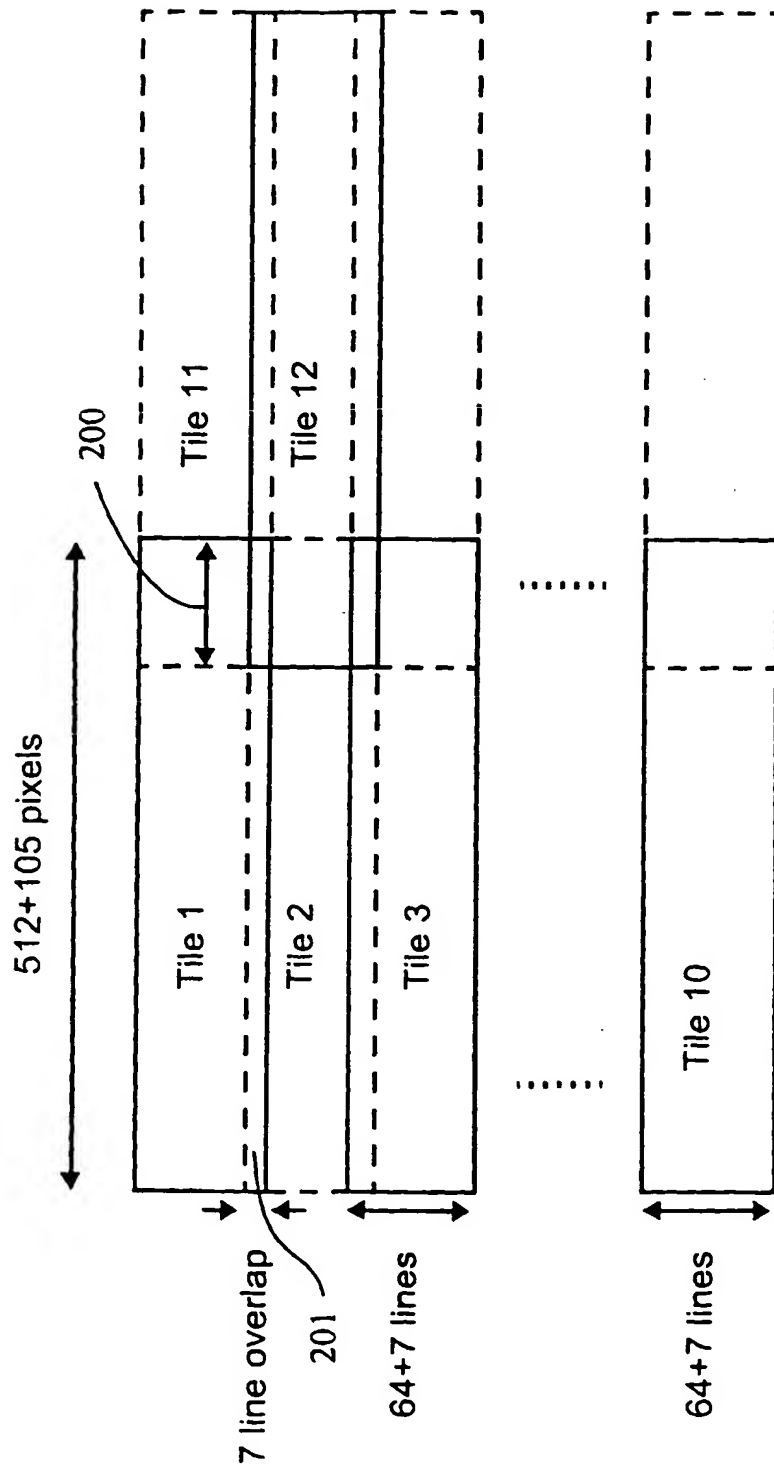 512+105 pixels
200
Tile 1
Tile 11
7 line overlap
201
Tile 2
Tile 12
64+7 lines
Tile 3
64+7 lines
Tile 10